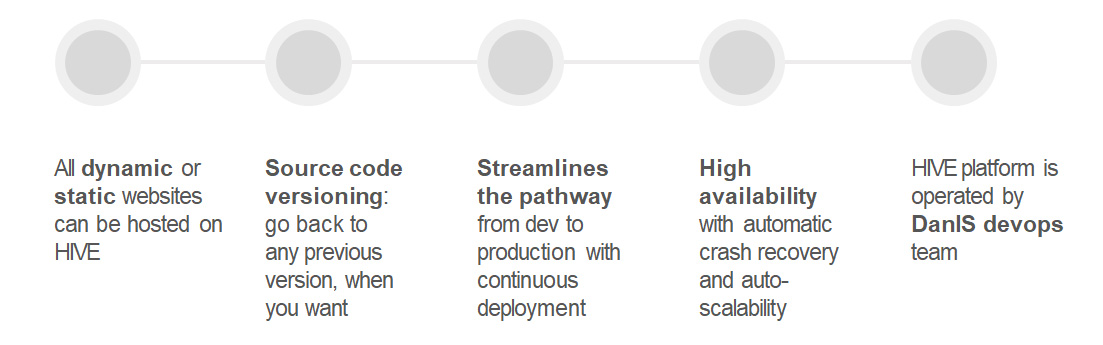 All dynamic or
static websites
can be hosted on
HIVE
Source code
versioning:
go back to
any previous
version, when
you want
Streamlines
the pathway
from dev to
production with
continuous
deployment
High
availability
with automatic
crash recovery
and auto-
scalability
HIVE platform is
operated by
DanIS devops
team